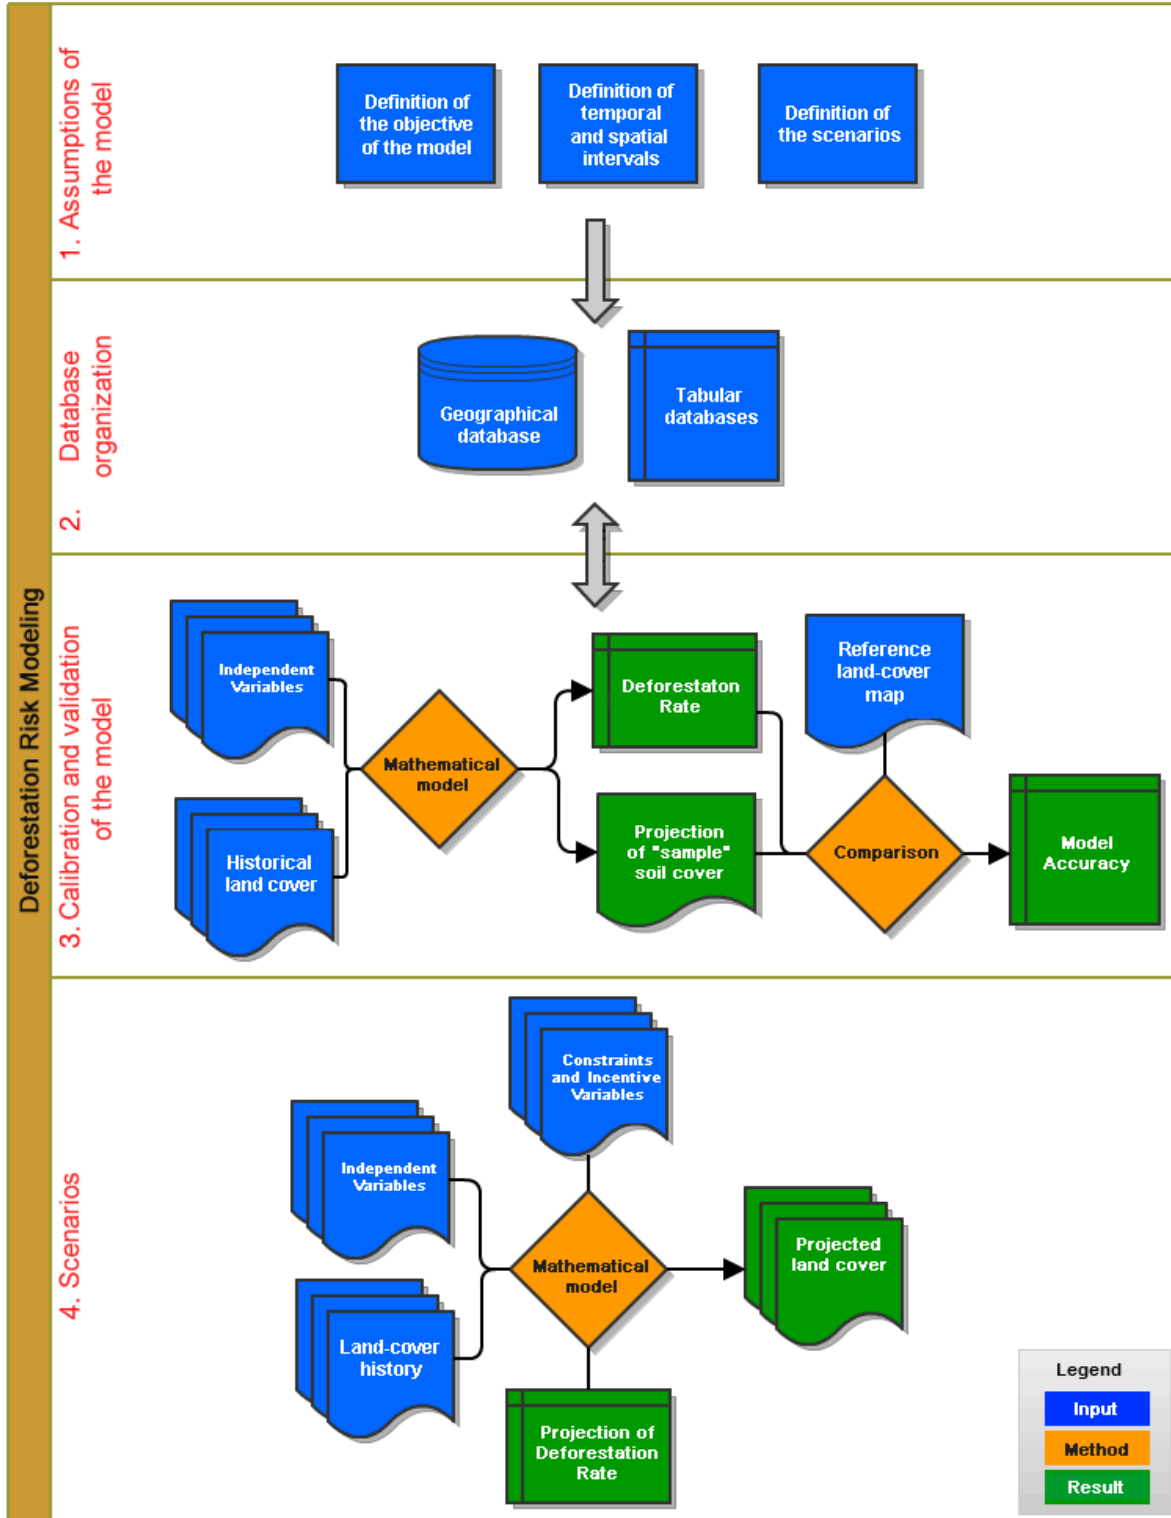 Deforestation Risk Modeling
1. Assumptions of
the model
Definition of
the objective
of the model
Definition of
temporal
and spatial
intervals
Definition of
the scenarios
2. Database
organization
Geographical
database
Tabular
databases
3. Calibration and validation
of the model
Independent
Variables
Historical
land cover
Mathematical
model
Deforestaton
Rate
Projection
of "sample"
soil cover
Reference
land-cover
map
Comparison
Model
Accuracy
4. Scenarios
Constraints
and Incentive
Variables
Independent
Variables
Land-cover
history
Mathematical
model
Projected
land cover
Projection of
Deforestation
Rate
Legend
Input
Method
Result